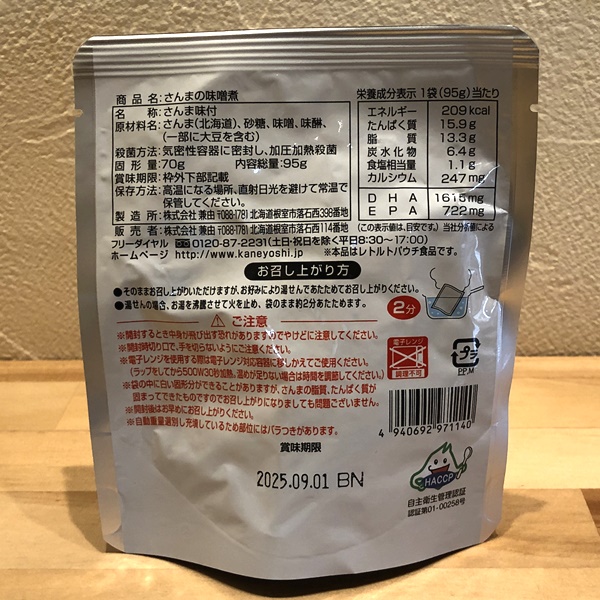 商品名:さんまの味噌煮
名称:さんま味付
原材料名:さんま(北海道)、砂糖、味噌、味醂、
(一部に大豆を含む)
殺菌方法:気密性容器に密封し、加圧加熱殺菌
固形量:70g 内容総量:95g
賞味期限:枠外下部記載
保存方法:高温になる場所、直射日光を避けて常温で
保管してください。
製造所:株式会社 兼由 〒088-1781 北海道根室市落石西398番地
販売者:株式会社 兼由 〒088-1781 北海道根室市落石西114番地
フリーダイヤル 0120-87-2231(土・日・祝日を除く平日8:30〜17:00)
ホームページ http://www.kaneyoshi.jp ※本品はレトルトパウチ食品です。
栄養成分表示 1袋(95g)当たり
エネルギー 209kcal
たんぱく質 15.9g
脂質 13.3g
炭水化物 6.4g
食塩相当量 1.1g
カルシウム 247mg
DHA 1615mg
EPA 722mg
(この表示値は、目安です。)当社分析値による
お召し上がり方
●そのままお召し上がりいただけますが、お好みにより湯せんであたためてお召し上がりください。
●湯せんの場合、お湯を沸騰させて火を止め、袋のまま約2分あたためます。
2分
⚠ご注意
※開封するとき中身が飛び出す恐れがありますのでやけどに注意してください。
※開封時切り口で、手を切らないようにご注意ください。
※電子レンジを使用する際は電子レンジ対応容器に移しかえてご使用ください。
(ラップをしてから500W30秒加熱。温めが足りない場合は時間を調節してください。)
※袋の中に白い固形分ができることがありますが、さんまの脂質、たんぱく質が
固まってできたものですのでお召し上がりになりましても問題ございません。
※開封後はお早めにお召し上がりください。
※自動重量選別し充填しているため部位にはバラつきがあります。
電子レンジ
調理不可
プラ
PP,M
4 940692 971140
賞味期限
2025.09.01 BN
HACCP
自主衛生管理認証
認証第01-00258号